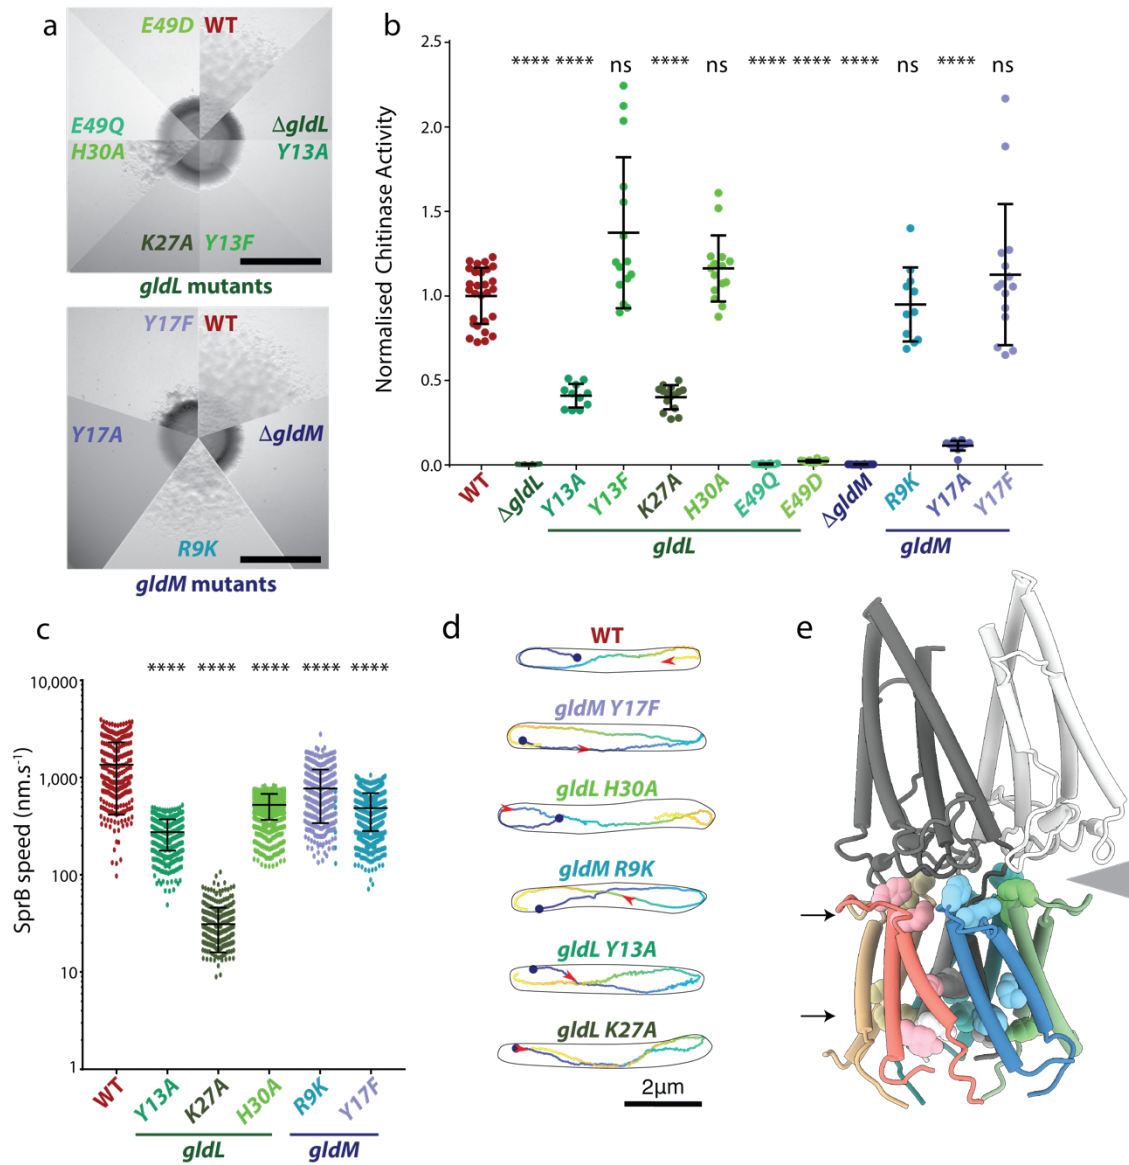 a
E49D WT
E49Q
H30A
ΔgldL
Y13A
K27A Y13F
gldL mutants
Y17F WT
Y17A
ΔgldM
R9K
gldM mutants
b
Normalised Chitinase Activity
2.5
2.0
1.5
1.0
0.5
0.0
**** **** ns **** ns **** **** **** ns **** ns
WT ΔgldL Y13A Y13F K27A H30A E49Q E49D ΔgldM R9K Y17A Y17F
gldL gldM
c
SprB speed (nm.s⁻¹)
10,000
1,000
100
10
1
**** **** **** **** ****
WT Y13A K27A H30A R9K Y17F
gldL gldM
d
WT
gldM Y17F
gldL H30A
gldM R9K
gldL Y13A
gldL K27A
2μm
e